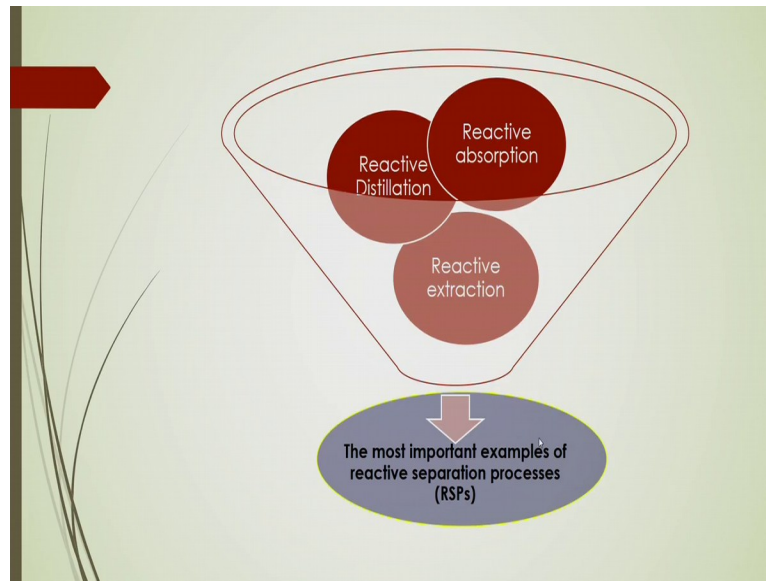 Reactive
absorption
Reactive
Distillation
Reactive
extraction
The most important examples of
reactive separation processes
(RSPs)